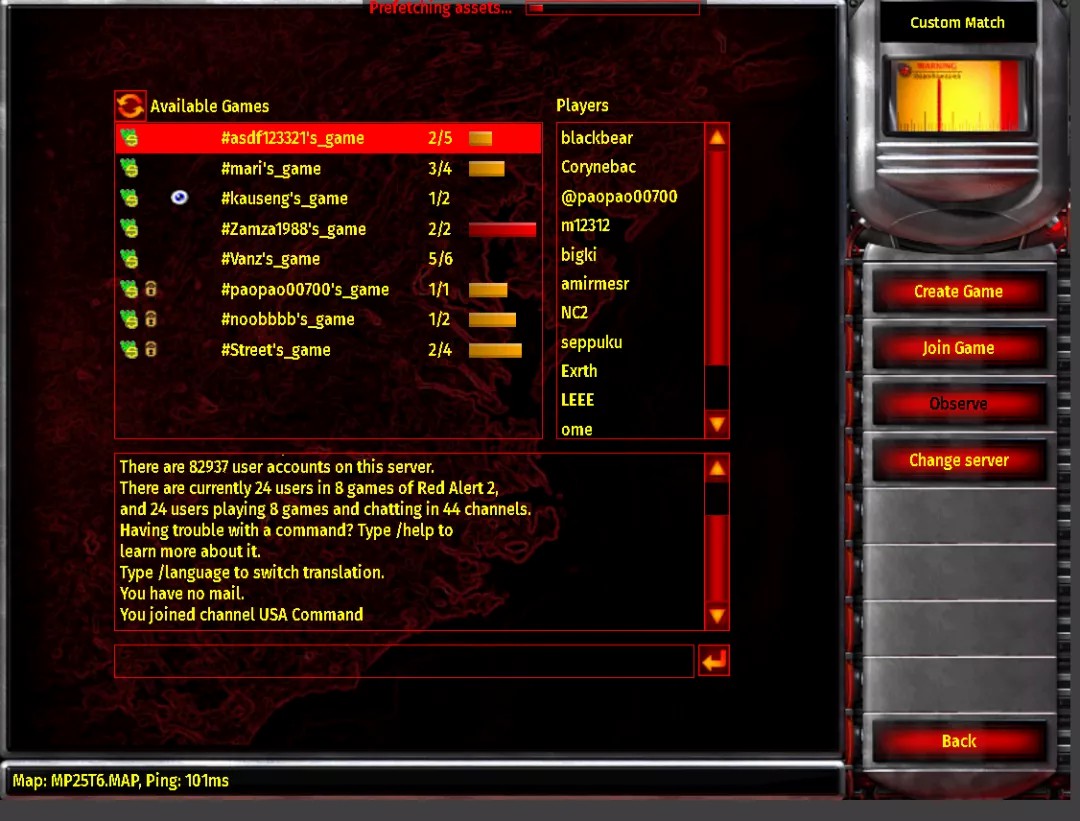 Prefetching assets...
Custom Match
WARNING
Available Games
Players
#asdf123321's_game 2/5
#mari's_game 3/4
#kauseng's_game 1/2
#Zamza1988's_game 2/2
#Vanz's_game 5/6
#paopao00700's_game 1/1
#noobbbb's_game 1/2
#Street's_game 2/4
blackbear
Corynebac
@paopao00700
m12312
bigki
amirmesr
NC2
seppuku
Exrth
LEEE
ome
There are 82937 user accounts on this server.
There are currently 24 users in 8 games of Red Alert 2,
and 24 users playing 8 games and chatting in 44 channels.
Having trouble with a command? Type /help to
learn more about it.
Type /language to switch translation.
You have no mail.
You joined channel USA Command
Create Game
Join Game
Observe
Change server
Back
Map: MP25T6.MAP, Ping: 101ms